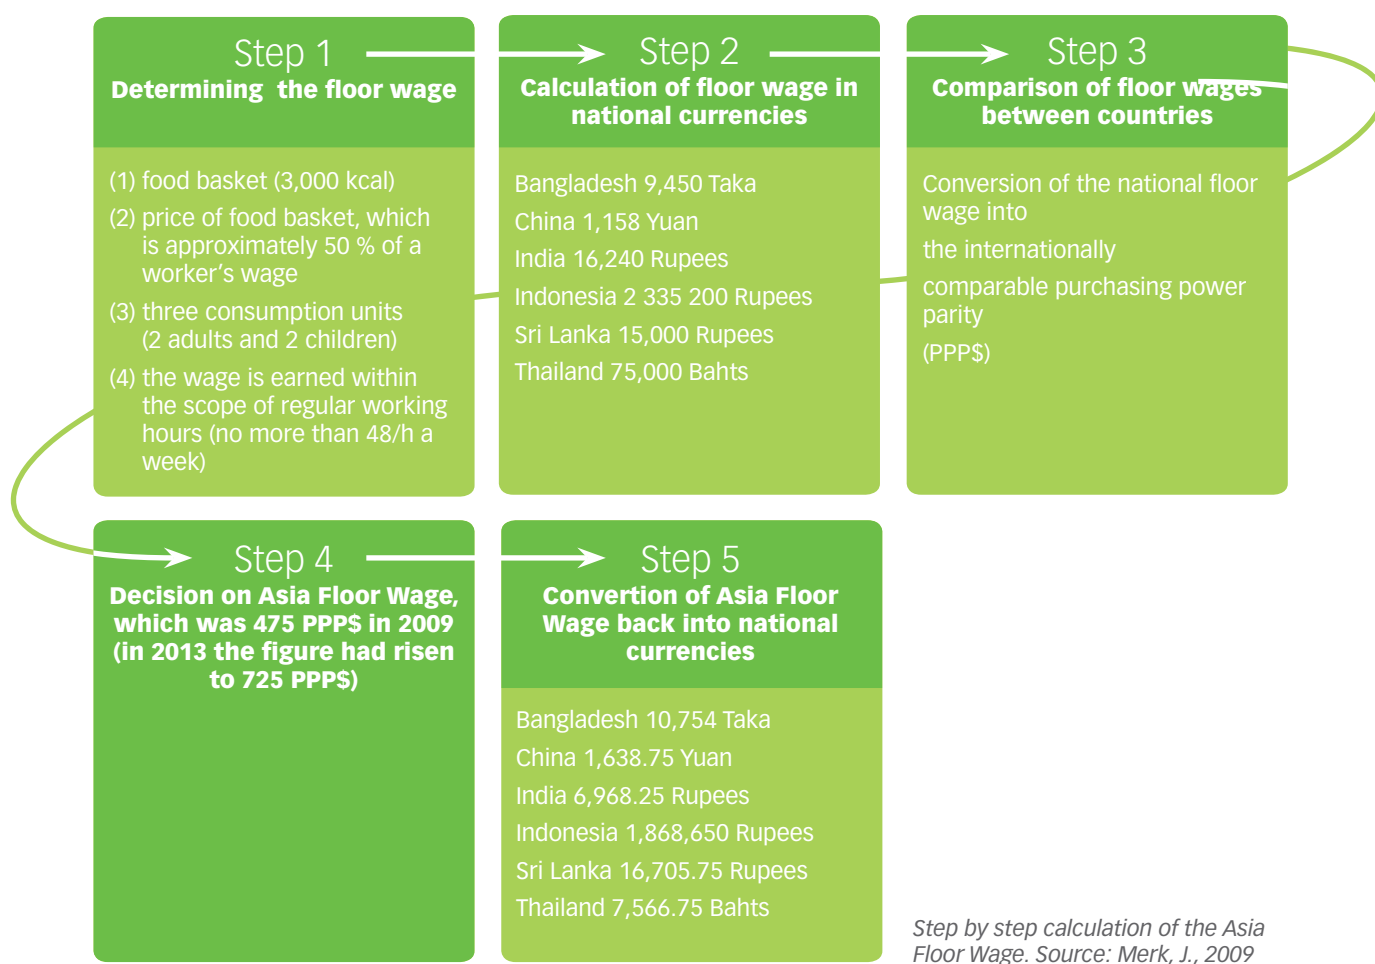 Step 1
Determining the floor wage
(1) food basket (3,000 kcal)
(2) price of food basket, which
is approximately 50 % of a
worker's wage
(3) three consumption units
(2 adults and 2 children)
(4) the wage is earned within
the scope of regular working
hours (no more than 48/h a
week)
Step 2
Calculation of floor wage in
national currencies
Bangladesh 9,450 Taka
China 1,158 Yuan
India 16,240 Rupees
Indonesia 2 335 200 Rupees
Sri Lanka 15,000 Rupees
Thailand 75,000 Bahts
Step 3
Comparison of floor wages
between countries
Conversion of the national floor
wage into
the internationally
comparable purchasing power
parity
(PPP$)
Step 4
Decision on Asia Floor Wage,
which was 475 PPP$ in 2009
(in 2013 the figure had risen
to 725 PPP$)
Step 5
Convertion of Asia Floor
Wage back into national
currencies
Bangladesh 10,754 Taka
China 1,638.75 Yuan
India 6,968.25 Rupees
Indonesia 1,868,650 Rupees
Sri Lanka 16,705.75 Rupees
Thailand 7,566.75 Bahts
Step by step calculation of the Asia
Floor Wage. Source: Merk, J., 2009